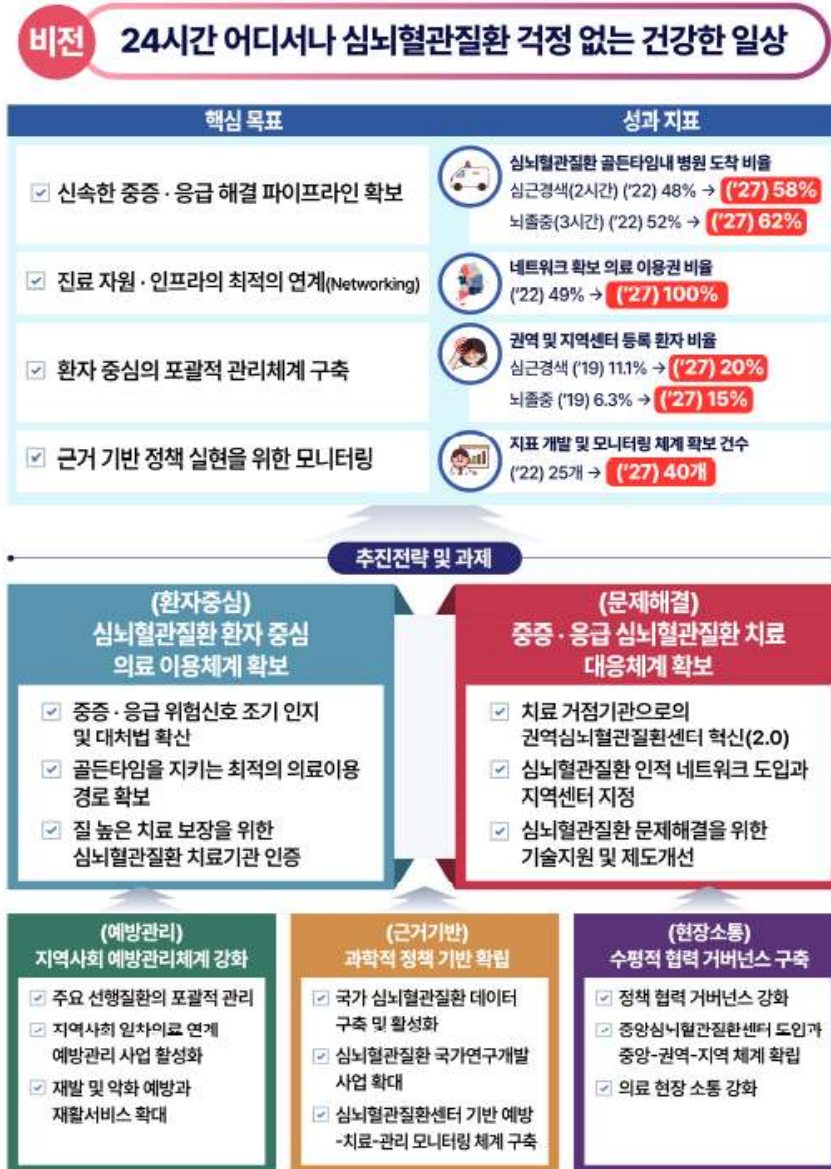 비전
24시간 어디서나 심뇌혈관질환 걱정 없는 건강한 일상
핵심 목표
성과 지표
신속한 중증·응급 해결 파이프라인 확보
심뇌혈관질환 골든타임내 병원 도착 비율
심근경색(2시간) ('22) 48% → ('27) 58%
뇌졸중(3시간) ('22) 52% → ('27) 62%
진료 자원·인프라의 최적의 연계(Networking)
네트워크 확보 의료 이용권 비율
('22) 49% → ('27) 100%
환자 중심의 포괄적 관리체계 구축
권역 및 지역센터 등록 환자 비율
심근경색 ('19) 11.1% → ('27) 20%
뇌졸중 ('19) 6.3% → ('27) 15%
근거 기반 정책 실현을 위한 모니터링
지표 개발 및 모니터링 체계 확보 건수
('22) 25개 → ('27) 40개
추진전략 및 과제
(환자중심)
심뇌혈관질환 환자 중심
의료 이용체계 확보
중증·응급 위험신호 조기 인지
및 대처법 확산
골든타임을 지키는 최적의 의료이용
경로 확보
질 높은 치료 보장을 위한
심뇌혈관질환 치료기관 인증
(문제해결)
중증·응급 심뇌혈관질환 치료
대응체계 확보
치료 거점기관으로의
권역심뇌혈관질환센터 혁신(2.0)
심뇌혈관질환 인적 네트워크 도입과
지역센터 지정
심뇌혈관질환 문제해결을 위한
기술지원 및 제도개선
(예방관리)
지역사회 예방관리체계 강화
주요 선행질환의 포괄적 관리
지역사회 일차의료 연계
예방관리 사업 활성화
재발 및 악화 예방과
재활서비스 확대
(근거기반)
과학적 정책 기반 확립
국가 심뇌혈관질환 데이터
구축 및 활성화
심뇌혈관질환 국가연구개발
사업 확대
심뇌혈관질환센터 기반 예방
-치료-관리 모니터링 체계 구축
(현장소통)
수평적 협력 거버넌스 구축
정책 협력 거버넌스 강화
중앙심뇌혈관질환센터 도입과
중앙-권역-지역 체계 확립
의료 현장 소통 강화